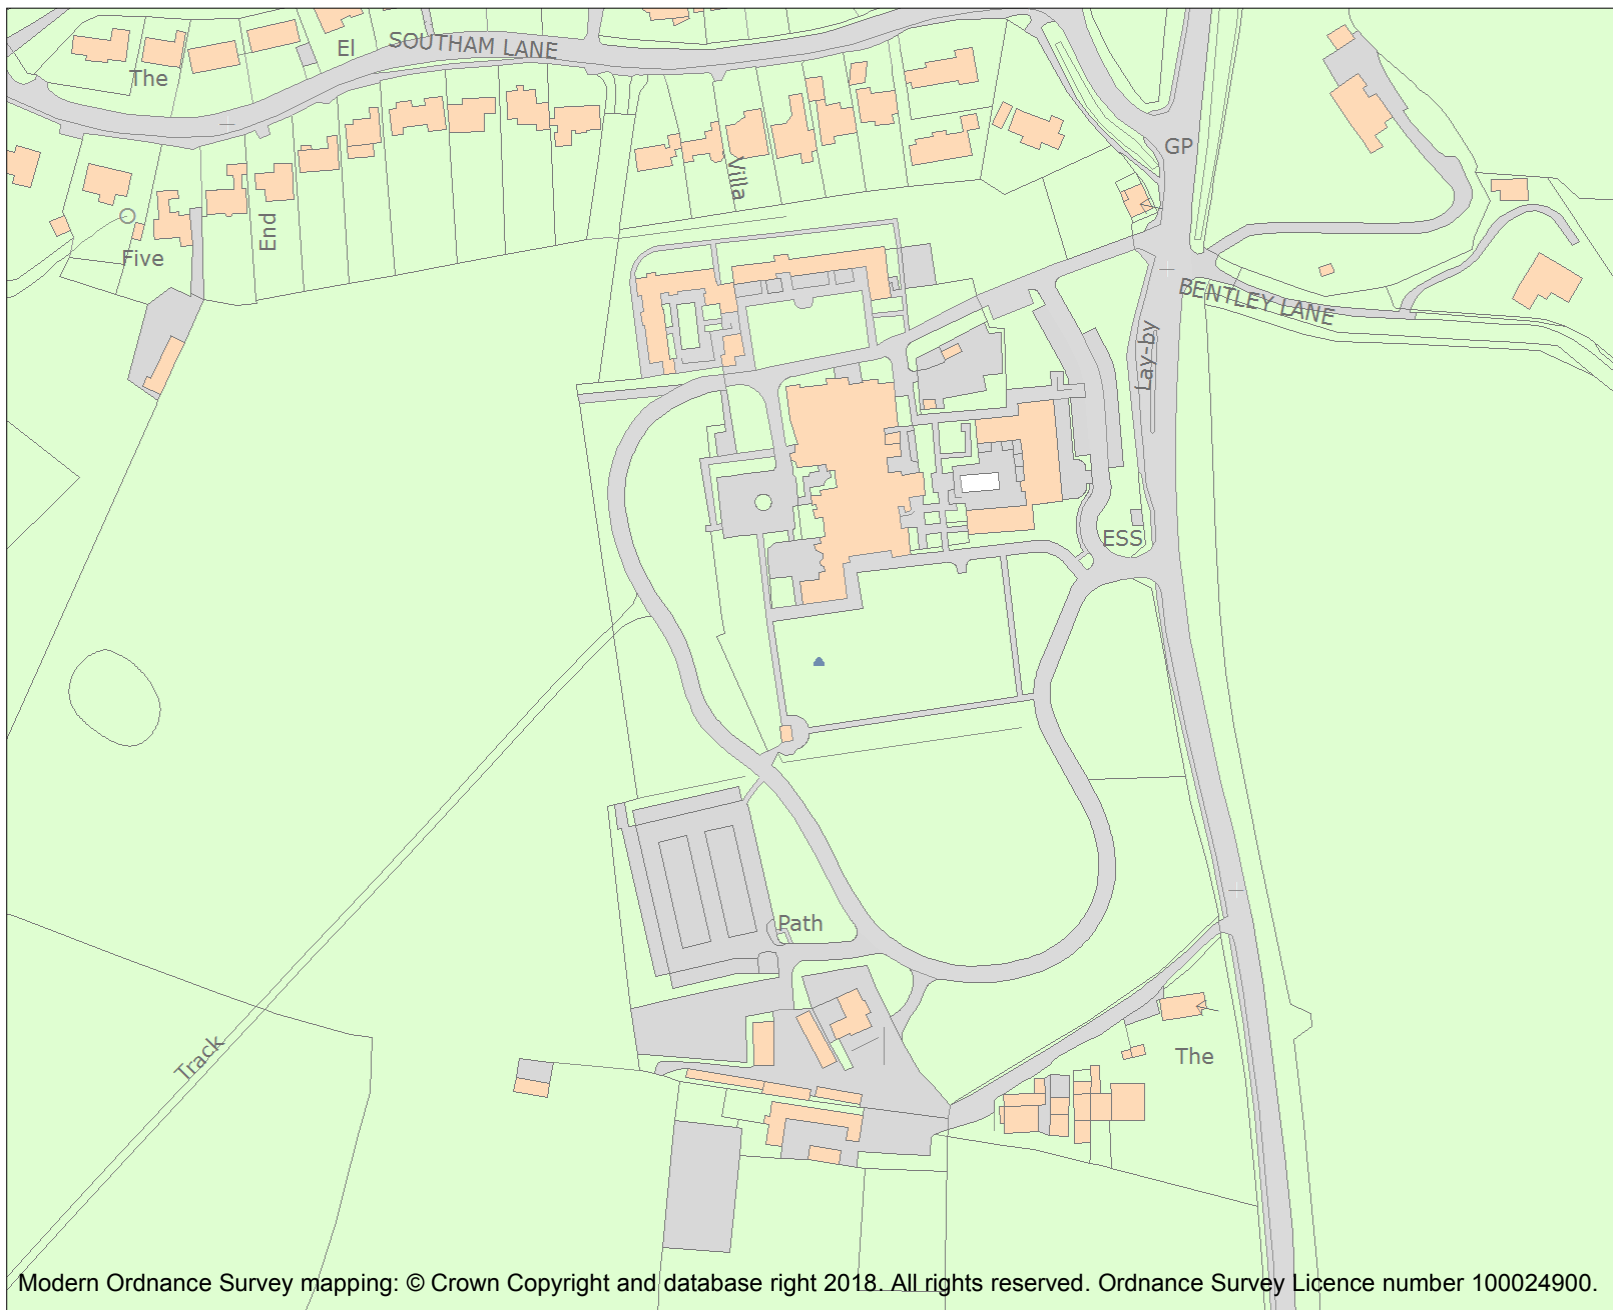 El
SOUTHAM LANE
The
GP
Villa
End
Five
BENTLEY LANE
Lay-by
ESS
Path
Track
The
Modern Ordnance Survey mapping: © Crown Copyright and database right 2018. All rights reserved. Ordnance Survey Licence number 100024900.